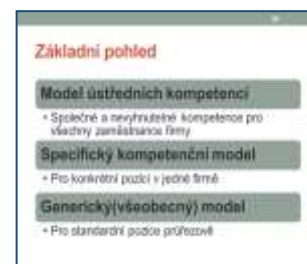 Základní pohled
Model ústředních kompetencí
• Společné a nevyhnutelné kompetence pro
všechny zaměstnance firmy
Specifický kompetenční model
• Pro konkrétní pozici v jedné firmě
Generický(všeobecný) model
• Pro standardní pozice průřezově